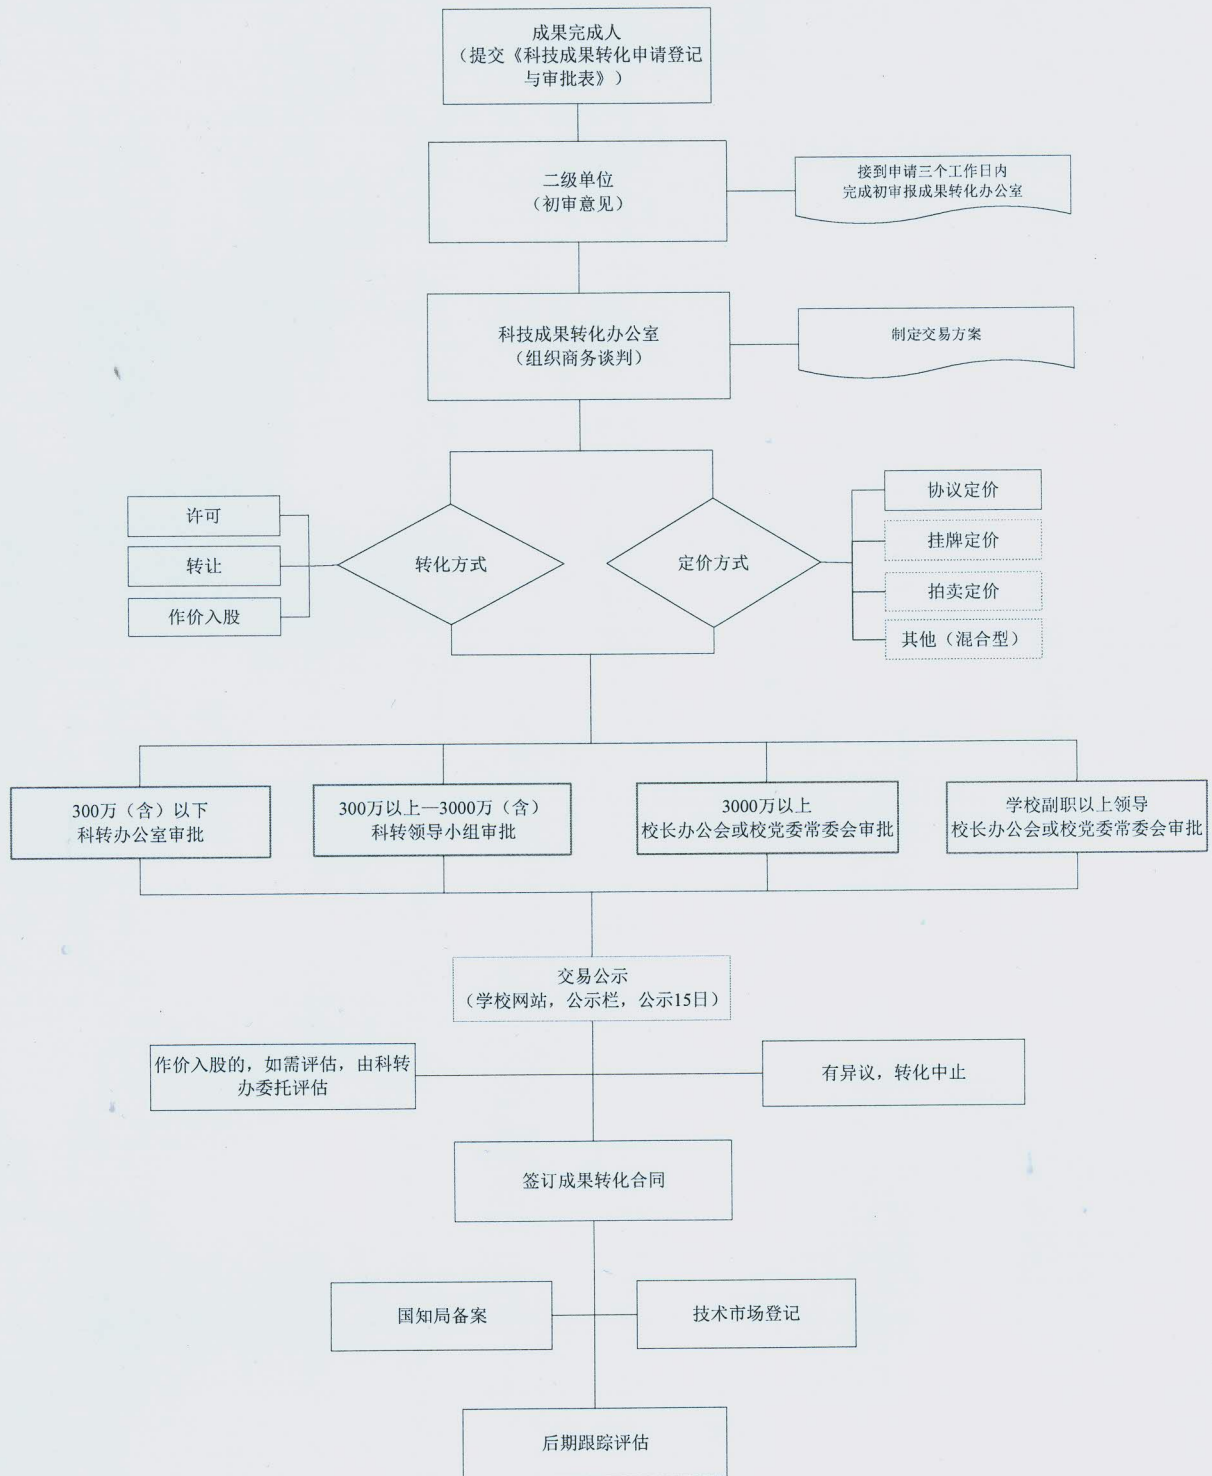 成果完成人
（提交《科技成果转化申请登记
与审批表》）
二级单位
（初审意见）
接到申请三个工作日内
完成初审报成果转化办公室
科技成果转化办公室
（组织商务谈判）
制定交易方案
许可
转让
作价入股
转化方式
定价方式
协议定价
挂牌定价
拍卖定价
其他（混合型）
300万（含）以下
科转办公室审批
300万以上—3000万（含）
科转领导小组审批
3000万以上
校长办公会或校党委常委会审批
学校副职以上领导
校长办公会或校党委常委会审批
交易公示
（学校网站，公示栏，公示15日）
作价入股的，如需评估，由科转
办委托评估
有异议，转化中止
签订成果转化合同
国知局备案
技术市场登记
后期跟踪评估